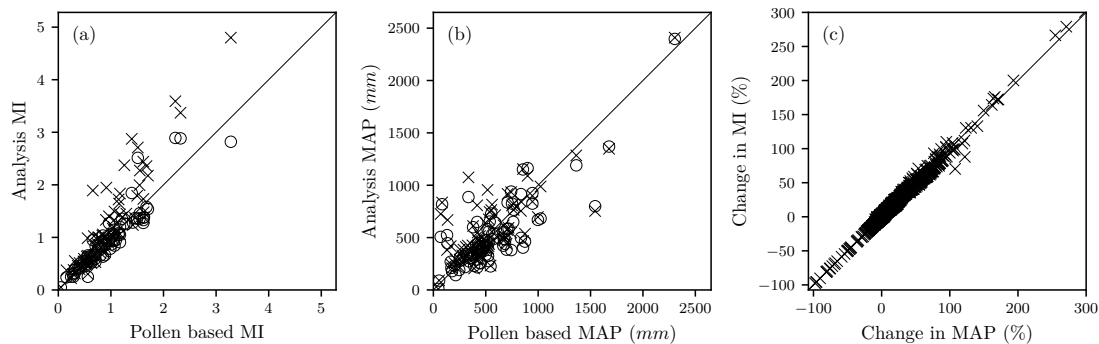 (a)
Analysis MI
5
4
3
2
1
0
0 1 2 3 4 5
Pollen based MI
(b)
Analysis MAP (mm)
2500
2000
1500
1000
500
0
0 500 1000 1500 2000 2500
Pollen based MAP (mm)
(c)
Change in MI (%)
300
250
200
150
100
50
0
−50
−100
−100 0 100 200 300
Change in MAP (%)